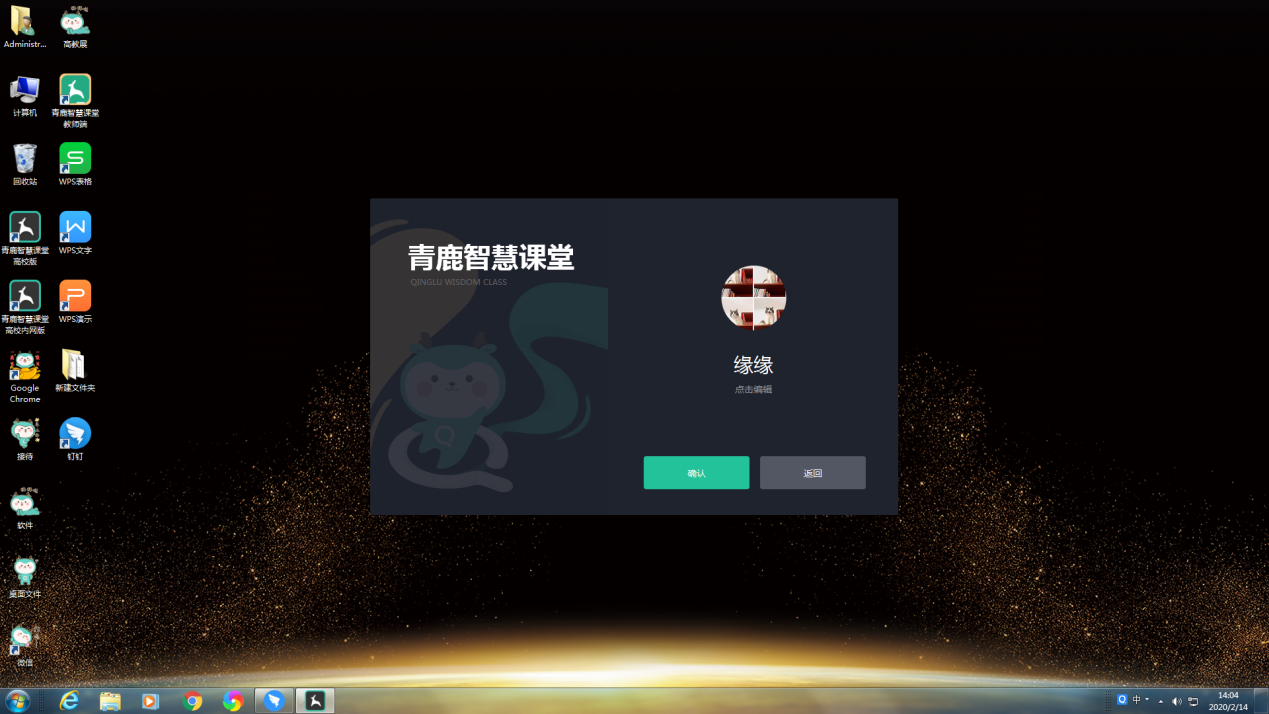 Administr...
高教展
计算机
青鹿智慧课堂
教师端
回收站
WPS表格
青鹿智慧课堂
高校版
WPS文字
青鹿智慧课堂
高校内网版
WPS演示
Google
Chrome
新建文件夹
接待
钉钉
软件
桌面文件
微信
青鹿智慧课堂
QINGLU WISDOM CLASS
缘缘
点击编辑
确认
返回
中
14:04
2020/2/14